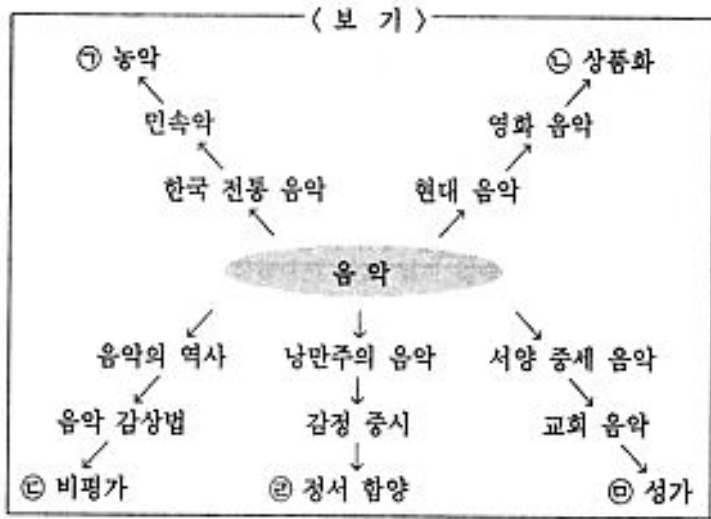 〈 보 기 〉
㉠ 농악 ㉡ 상품화
민속악 영화 음악
한국 전통 음악 현대 음악
음 악
음악의 역사 낭만주의 음악 서양 중세 음악
음악 감상법 감정 중시 교회 음악
㉢ 비평가 ㉣ 정서 함양 ㉤ 성가